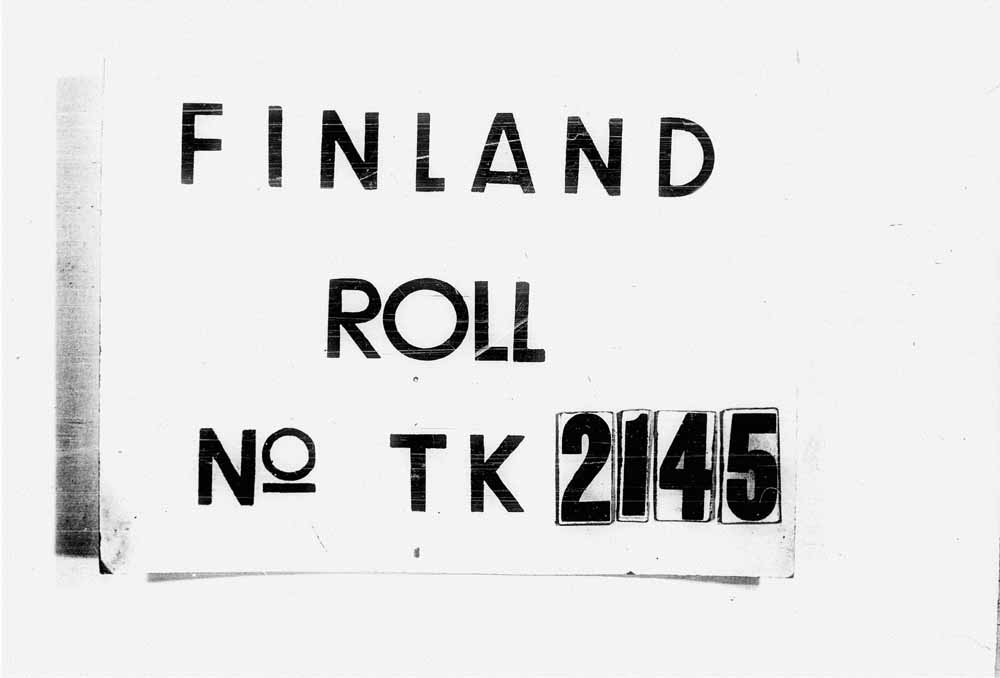 FINLAND
ROLL
Nº TK 2145